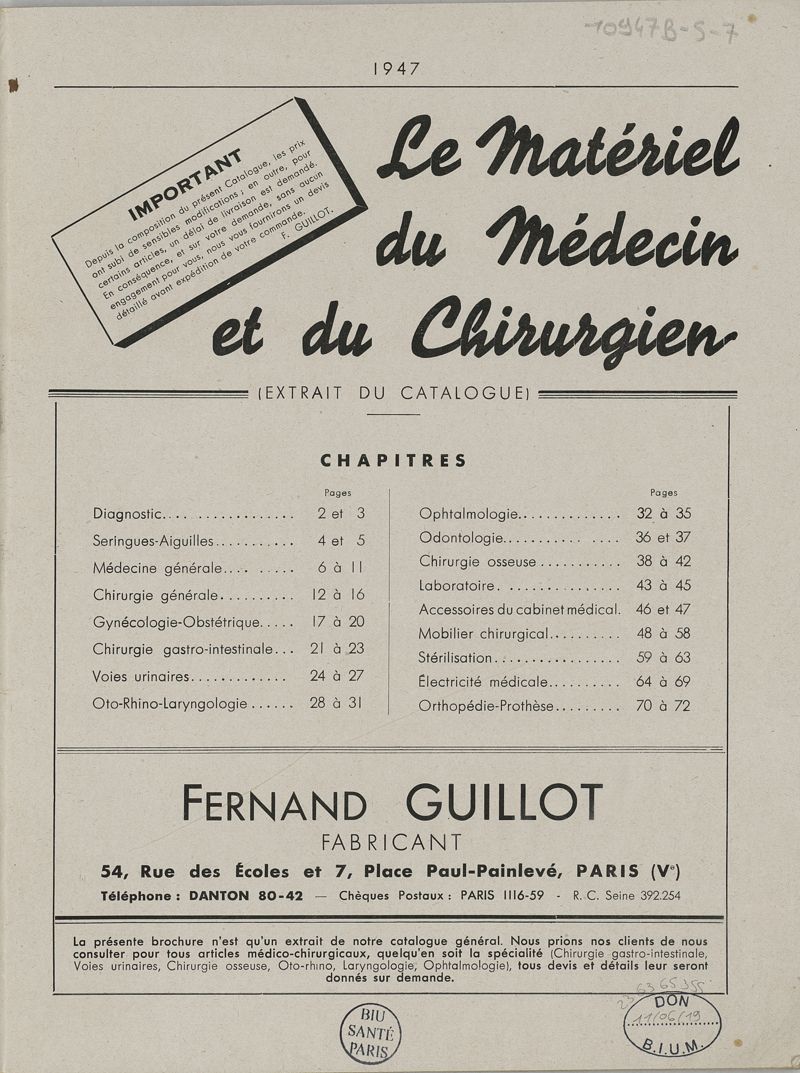 10947B-S-7
1947
IMPORTANT
Depuis la composition du présent Catalogue, les prix
ont subi de sensibles modifications ; en outre, pour
certains articles, un délai de livraison est demandé.
En conséquence, et sur votre demande, sans aucun
engagement pour vous, nous vous fournirons un devis
détaillé avant expédition de votre commande.
F. GUILLOT.
Le Matériel
du Médecin
et du Chirurgien
(EXTRAIT DU CATALOGUE)
CHAPITRES
Pages
Diagnostic.................. 2 et 3
Seringues-Aiguilles........... 4 et 5
Médecine générale.... ..... 6 à 11
Chirurgie générale.......... 12 à 16
Gynécologie-Obstétrique..... 17 à 20
Chirurgie gastro-intestinale... 21 à 23
Voies urinaires............. 24 à 27
Oto-Rhino-Laryngologie...... 28 à 31
Pages
Ophtalmologie............. 32 à 35
Odontologie........... .... 36 et 37
Chirurgie osseuse........... 38 à 42
Laboratoire. ............... 43 à 45
Accessoires du cabinet médical. 46 et 47
Mobilier chirurgical......... 48 à 58
Stérilisation................ 59 à 63
Électricité médicale.......... 64 à 69
Orthopédie-Prothèse......... 70 à 72
FERNAND GUILLOT
FABRICANT
54, Rue des Écoles et 7, Place Paul-Painlevé, PARIS (Ve)
Téléphone : DANTON 80-42 — Chèques Postaux : PARIS 1116-59 - R. C. Seine 392.254
La présente brochure n'est qu'un extrait de notre catalogue général. Nous prions nos clients de nous
consulter pour tous articles médico-chirurgicaux, quelqu'en soit la spécialité (Chirurgie gastro-intestinale,
Voies urinaires, Chirurgie osseuse, Oto-rhino, Laryngologie, Ophtalmologie), tous devis et détails leur seront
donnés sur demande.
BIU
SANTÉ
PARIS
DON
11/06/19
B.I.U.M.